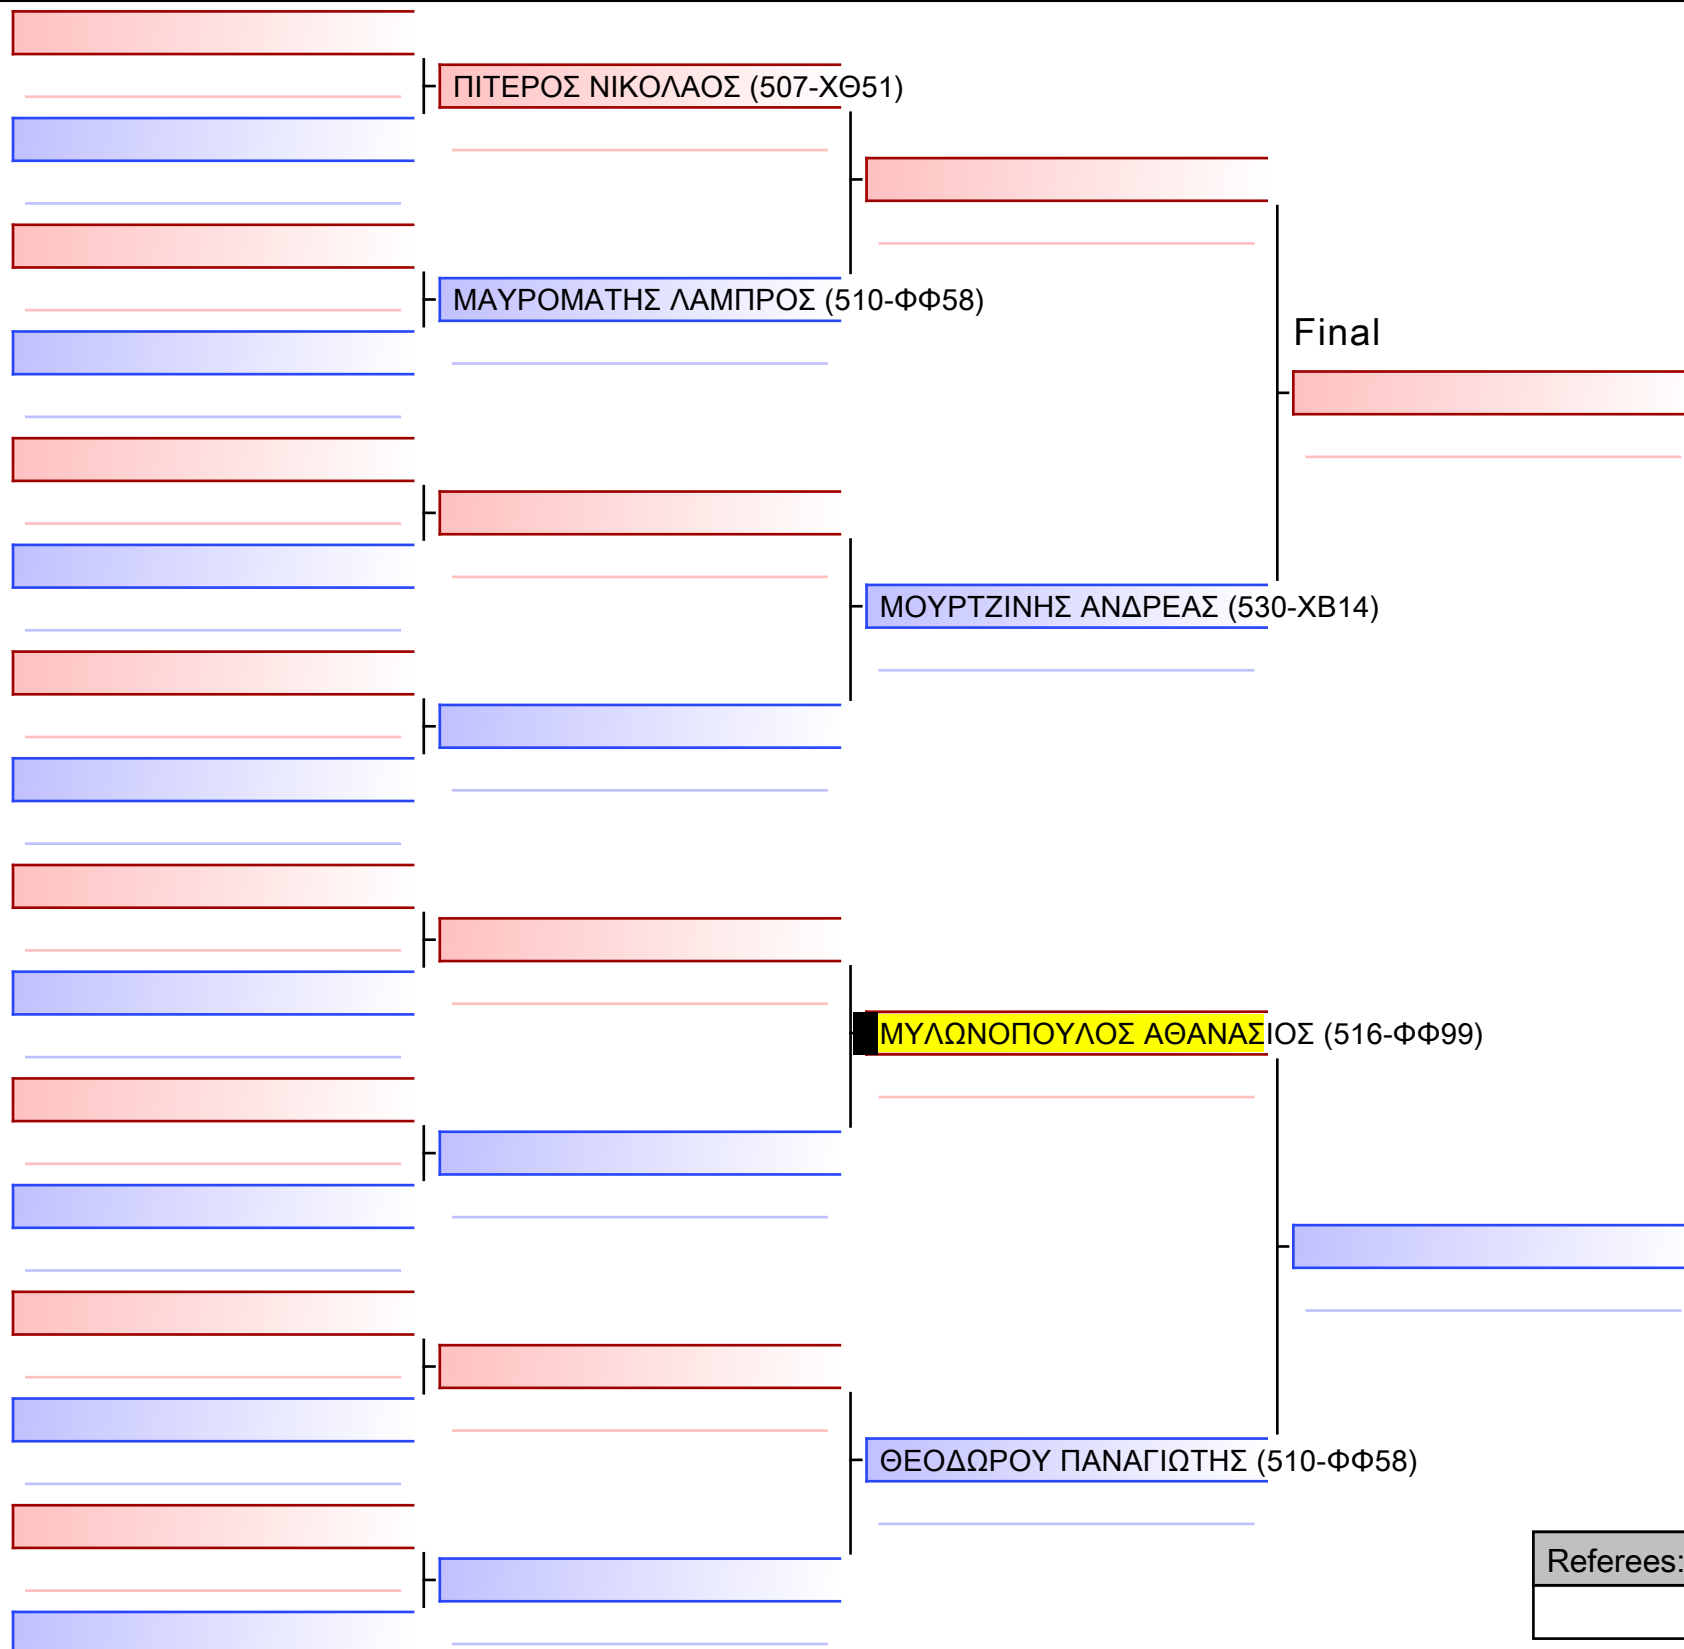 ΠΙΤΕΡΟΣ ΝΙΚΟΛΑΟΣ (507-ΧΘ51)
ΜΑΥΡΟΜΑΤΗΣ ΛΑΜΠΡΟΣ (510-ΦΦ58)
Final
ΜΟΥΡΤΖΙΝΗΣ ΑΝΔΡΕΑΣ (530-ΧΒ14)
ΜΥΛΩΝΟΠΟΥΛΟΣ ΑΘΑΝΑΣΙΟΣ (516-ΦΦ99)
ΘΕΟΔΩΡΟΥ ΠΑΝΑΓΙΩΤΗΣ (510-ΦΦ58)
Referees: